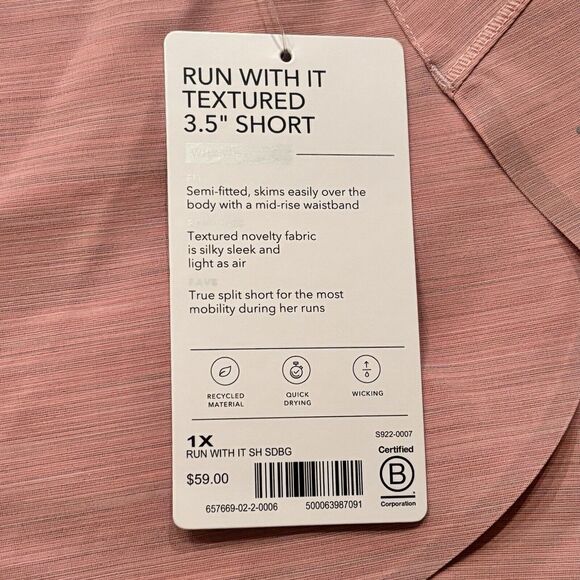 RUN WITH IT
TEXTURED
3.5" SHORT
Semi-fitted, skims easily over the
body with a mid-rise waistband
Textured novelty fabric
is silky sleek and
light as air
True split short for the most
mobility during her runs
RECYCLED
MATERIAL
QUICK
DRYING
WICKING
1X
RUN WITH IT SH SDBG
$59.00
657669-02-2-0006
500063987091
S922-0007
Certified
B
Corporation